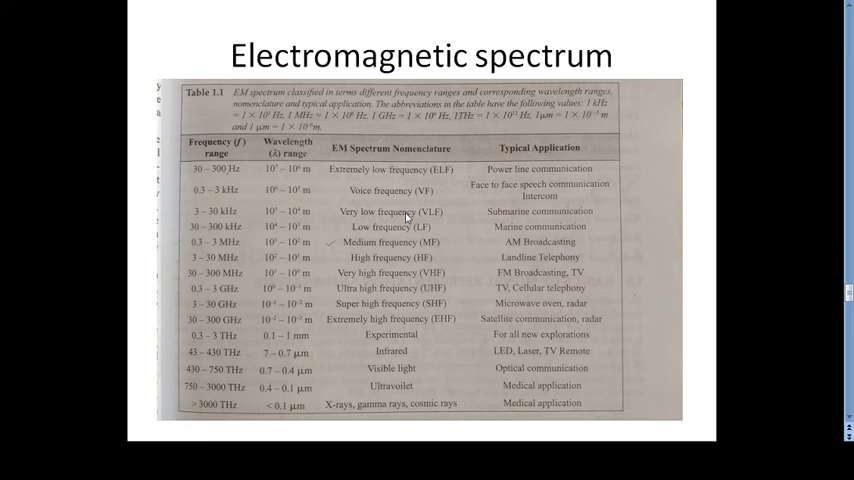 Electromagnetic spectrum
Table 1.1 EM spectrum classified in terms different frequency ranges and corresponding wavelength ranges,
nomenclature and typical application. The abbreviations in the table have the following values: 1 kHz
= 1 × 10³ Hz, 1 MHz = 1 × 10⁶ Hz. 1 GHz = 1 × 10⁹ Hz, 1THz = 1 × 10¹² Hz. 1μm = 1 × 10⁻³ m
and 1 μm = 1 × 10⁻⁶m.
Frequency (f) range Wavelength (λ) range EM Spectrum Nomenclature Typical Application
30 – 300 Hz 10⁷ – 10⁶ m Extremely low frequency (ELF) Power line communication
0.3 – 3 kHz 10⁶ – 10⁵ m Voice frequency (VF) Face to face speech communication Intercom
3 – 30 kHz 10⁵ – 10⁴ m Very low frequency (VLF) Submarine communication
30 – 300 kHz 10⁴ – 10³ m Low frequency (LF) Marine communication
0.3 – 3 MHz 10³ – 10² m Medium frequency (MF) AM Broadcasting
3 – 30 MHz 10² – 10¹ m High frequency (HF) Landline Telephony
30 – 300 MHz 10¹ – 10⁰ m Very high frequency (VHF) FM Broadcasting, TV
0.3 – 3 GHz 10⁰ – 10⁻¹ m Ultra high frequency (UHF) TV, Cellular telephony
3 – 30 GHz 10⁻¹ – 10⁻² m Super high frequency (SHF) Microwave oven, radar
30 – 300 GHz 10⁻² – 10⁻³ m Extremely high frequency (EHF) Satellite communication, radar
0.3 – 3 THz 0.1 – 1 mm Experimental For all new explorations
43 – 430 THz 7 – 0.7 μm Infrared LED, Laser, TV Remote
430 – 750 THz 0.7 – 0.4 μm Visible light Optical communication
750 – 3000 THz 0.4 – 0.1 μm Ultravoilet Medical application
> 3000 THz < 0.1 μm X-rays, gamma rays, cosmic rays Medical application